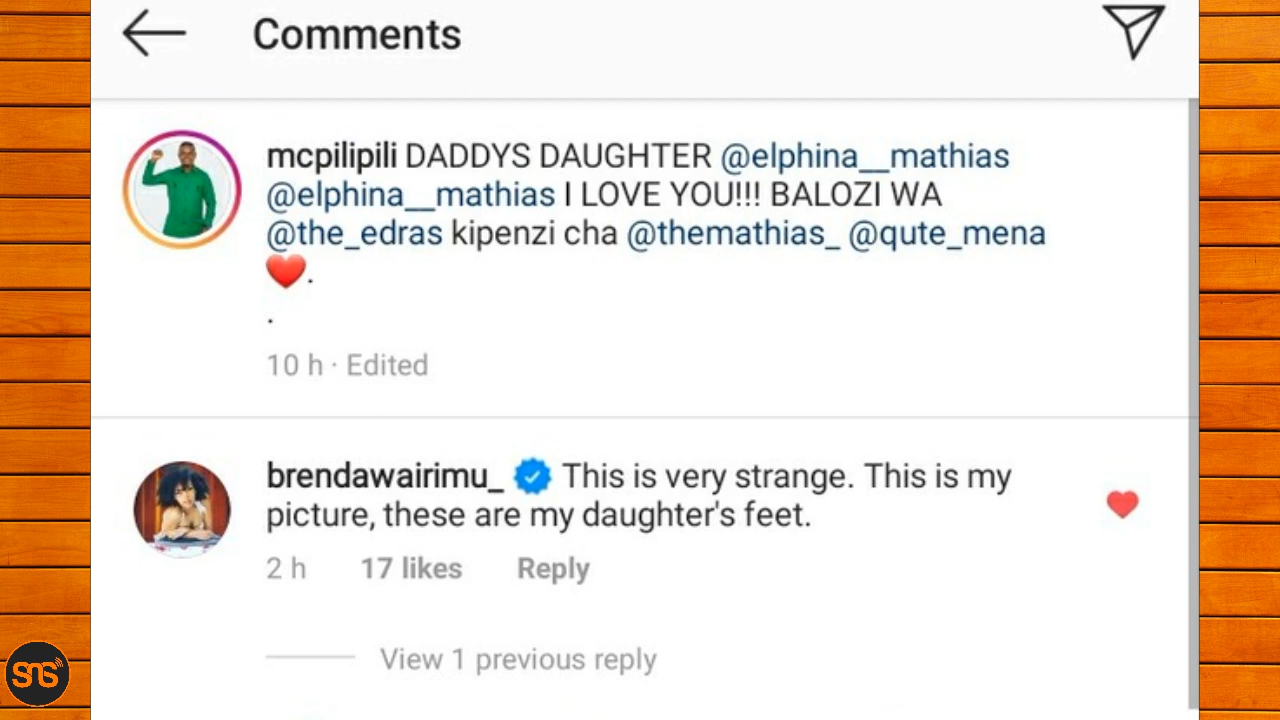 Comments
mcpilipili DADDYS DAUGHTER @elphina__mathias
@elphina__mathias I LOVE YOU!!! BALOZI WA
@the_edras kipenzi cha @themathias_ @qute_mena
❤️.
.
10 h · Edited
brendawairimu_ This is very strange. This is my
picture, these are my daughter's feet.
2 h 17 likes Reply
View 1 previous reply
SNS